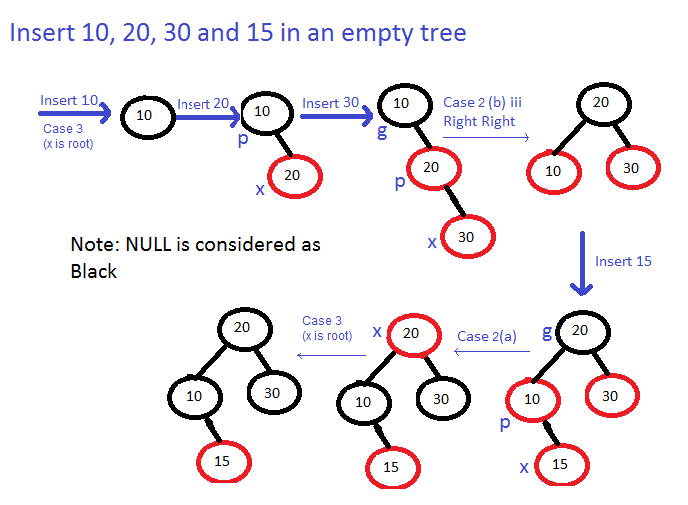 Insert 10, 20, 30 and 15 in an empty tree
Insert 10
Case 3
(x is root)
10
Insert 20
10
p
20
x
Insert 30
10
g
20
p
30
x
Case 2 (b) iii
Right Right
20
10
30
Note: NULL is considered as
Black
Insert 15
20
g
10
p
30
15
x
Case 2(a)
20
x
10
30
15
Case 3
(x is root)
20
10
30
15